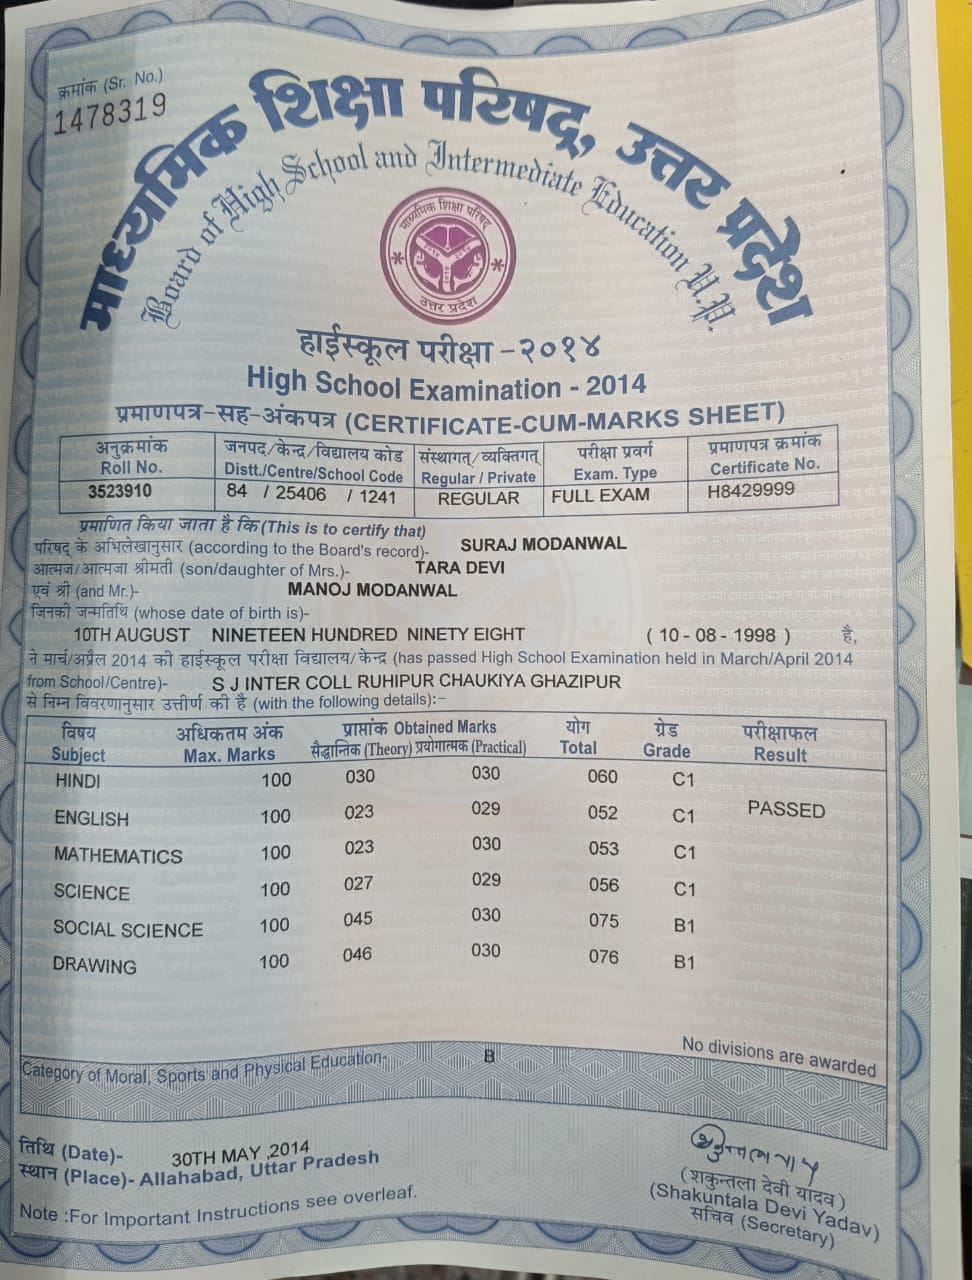 क्रमांक (Sr. No.)
1478319
माध्यमिक शिक्षा परिषद्, उत्तर प्रदेश
Board of High School and Intermediate Education U.P.
माध्यमिक शिक्षा परिषद्
उत्तर प्रदेश
हाईस्कूल परीक्षा -२०१४
High School Examination - 2014
प्रमाणपत्र-सह-अंकपत्र (CERTIFICATE-CUM-MARKS SHEET)
अनुक्रमांक जनपद/केन्द्र/विद्यालय कोड संस्थागत/व्यक्तिगत् परीक्षा प्रवर्ग प्रमाणपत्र क्रमांक
Roll No. Distt./Centre/School Code Regular / Private Exam. Type Certificate No.
3523910 84 / 25406 / 1241 REGULAR FULL EXAM H8429999
प्रमाणित किया जाता है कि (This is to certify that)
परिषद् के अभिलेखानुसार (according to the Board's record)- SURAJ MODANWAL
आत्मज/आत्मजा श्रीमती (son/daughter of Mrs.)- TARA DEVI
एवं श्री (and Mr.)- MANOJ MODANWAL
जिनकी जन्मतिथि (whose date of birth is)-
10TH AUGUST NINETEEN HUNDRED NINETY EIGHT ( 10 - 08 - 1998 ) है,
ने मार्च/अप्रैल 2014 की हाईस्कूल परीक्षा विद्यालय/केन्द्र (has passed High School Examination held in March/April 2014
from School/Centre)- S J INTER COLL RUHIPUR CHAUKIYA GHAZIPUR
से निम्न विवरणानुसार उत्तीर्ण की है (with the following details):-
विषय अधिकतम अंक प्राप्तांक Obtained Marks योग ग्रेड परीक्षाफल
Subject Max. Marks सैद्धान्तिक (Theory) प्रयोगात्मक (Practical) Total Grade Result
HINDI 100 030 030 060 C1
ENGLISH 100 023 029 052 C1 PASSED
MATHEMATICS 100 023 030 053 C1
SCIENCE 100 027 029 056 C1
SOCIAL SCIENCE 100 045 030 075 B1
DRAWING 100 046 030 076 B1
No divisions are awarded
Category of Moral, Sports and Physical Education- B
तिथि (Date)- 30TH MAY ,2014
स्थान (Place)- Allahabad, Uttar Pradesh
(शकुन्तला देवी यादव)
(Shakuntala Devi Yadav)
सचिव (Secretary)
Note :For Important Instructions see overleaf.